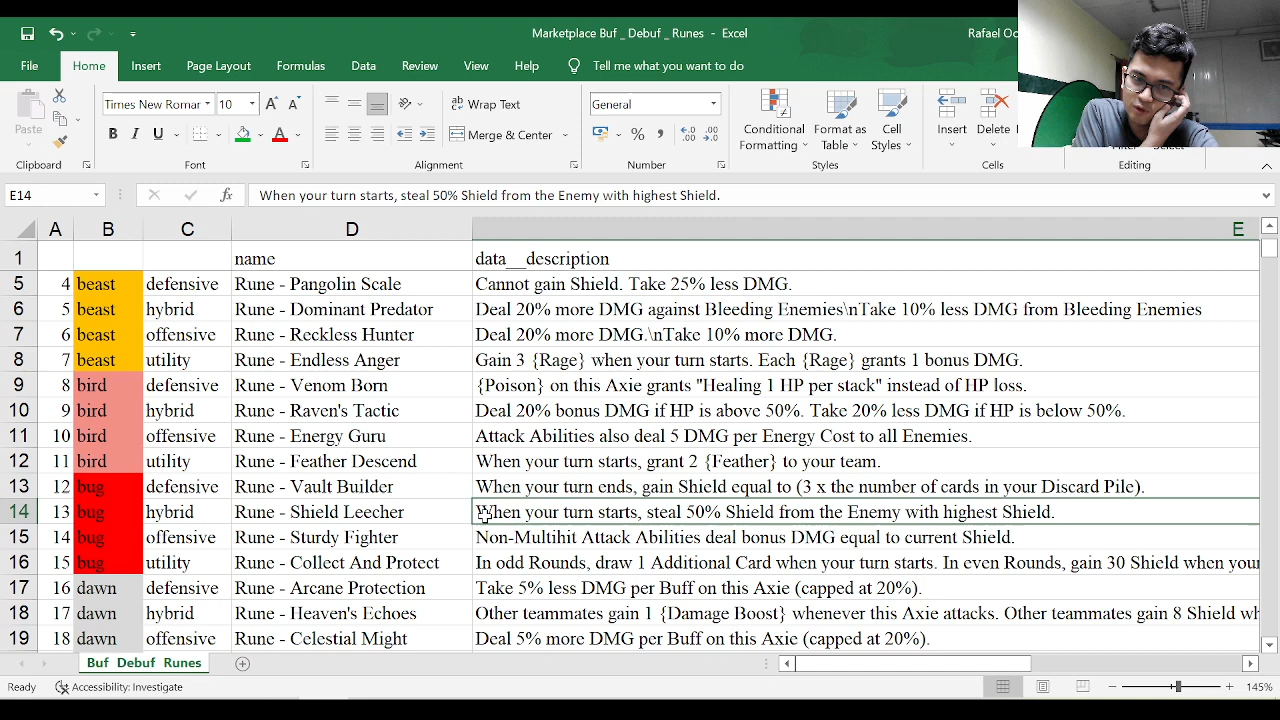 Marketplace Buf _ Debuf _ Runes - Excel
Rafael Oc
File Home Insert Page Layout Formulas Data Review View Help Tell me what you want to do
Paste
Clipboard
Times New Romar 10
B I U
Font
Wrap Text
Merge & Center
Alignment
General
% ,
Number
Conditional Formatting
Format as Table
Cell Styles
Styles
Insert Delete
Cells
Editing
E14
fx When your turn starts, steal 50% Shield from the Enemy with highest Shield.
A B C D E
1 name data__description
5 4 beast defensive Rune - Pangolin Scale Cannot gain Shield. Take 25% less DMG.
6 5 beast hybrid Rune - Dominant Predator Deal 20% more DMG against Bleeding Enemies\nTake 10% less DMG from Bleeding Enemies
7 6 beast offensive Rune - Reckless Hunter Deal 20% more DMG.\nTake 10% more DMG.
8 7 beast utility Rune - Endless Anger Gain 3 {Rage} when your turn starts. Each {Rage} grants 1 bonus DMG.
9 8 bird defensive Rune - Venom Born {Poison} on this Axie grants "Healing 1 HP per stack" instead of HP loss.
10 9 bird hybrid Rune - Raven's Tactic Deal 20% bonus DMG if HP is above 50%. Take 20% less DMG if HP is below 50%.
11 10 bird offensive Rune - Energy Guru Attack Abilities also deal 5 DMG per Energy Cost to all Enemies.
12 11 bird utility Rune - Feather Descend When your turn starts, grant 2 {Feather} to your team.
13 12 bug defensive Rune - Vault Builder When your turn ends, gain Shield equal to (3 x the number of cards in your Discard Pile).
14 13 bug hybrid Rune - Shield Leecher When your turn starts, steal 50% Shield from the Enemy with highest Shield.
15 14 bug offensive Rune - Sturdy Fighter Non-Multihit Attack Abilities deal bonus DMG equal to current Shield.
16 15 bug utility Rune - Collect And Protect In odd Rounds, draw 1 Additional Card when your turn starts. In even Rounds, gain 30 Shield when your
17 16 dawn defensive Rune - Arcane Protection Take 5% less DMG per Buff on this Axie (capped at 20%).
18 17 dawn hybrid Rune - Heaven's Echoes Other teammates gain 1 {Damage Boost} whenever this Axie attacks. Other teammates gain 8 Shield wh
19 18 dawn offensive Rune - Celestial Might Deal 5% more DMG per Buff on this Axie (capped at 20%).
Buf_Debuf_Runes
Ready Accessibility: Investigate 145%